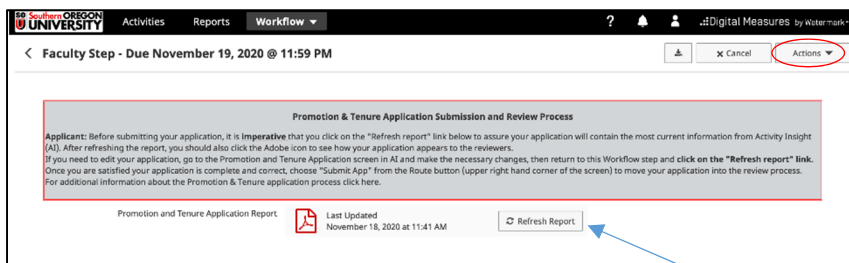 SO Southern OREGON
U UNIVERSITY Activities Reports Workflow ? .:Digital Measures by Watermark
Faculty Step - Due November 19, 2020 @ 11:59 PM x Cancel Actions
Promotion & Tenure Application Submission and Review Process
Applicant: Before submitting your application, it is imperative that you click on the "Refresh report" link below to assure your application will contain the most current information from Activity Insight
(AI). After refreshing the report, you should also click the Adobe icon to see how your application appears to the reviewers.
If you need to edit your application, go to the Promotion and Tenure Application screen in AI and make the necessary changes, then return to this Workflow step and click on the "Refresh report" link.
Once you are satisfied your application is complete and correct, choose "Submit App" from the Route button (upper right hand corner of the screen) to move your application into the review process.
For additional information about the Promotion & Tenure application process click here.
Promotion and Tenure Application Report Last Updated Refresh Report
November 18, 2020 at 11:41 AM